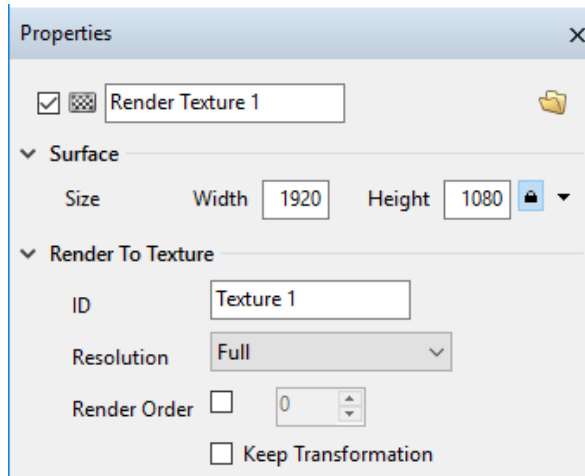 Properties
Render Texture 1
Surface
Size Width 1920 Height 1080
Render To Texture
ID Texture 1
Resolution Full
Render Order 0
Keep Transformation